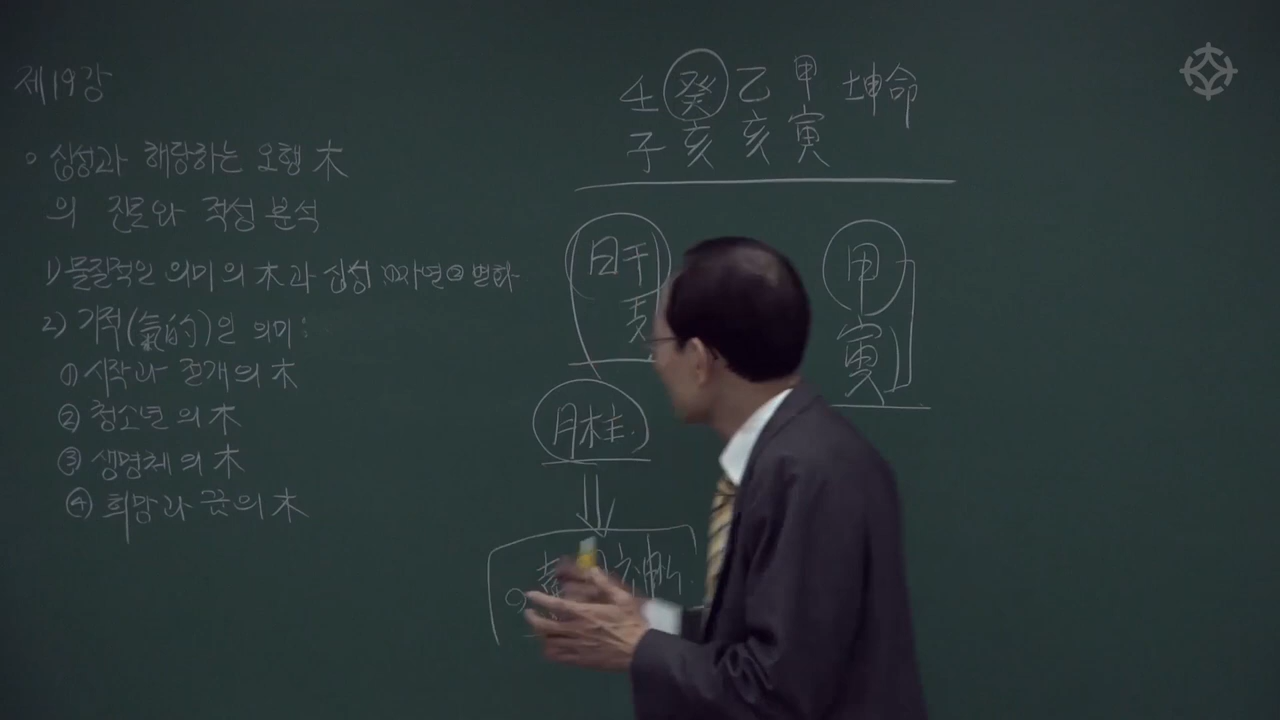 제19강
○ 십성과 해당하는 오행 木
의 진로와 적성 분석
1) 물질적인 의미의 木과 십성 ① 자연 ② 변화
2) 기적(氣的)인 의미:
① 시작과 전개의 木
② 청소년의 木
③ 생명체의 木
④ 희망과 꿈의 木
壬 癸 乙 甲 坤命
子 亥 亥 寅
日干
月柱.
甲
寅